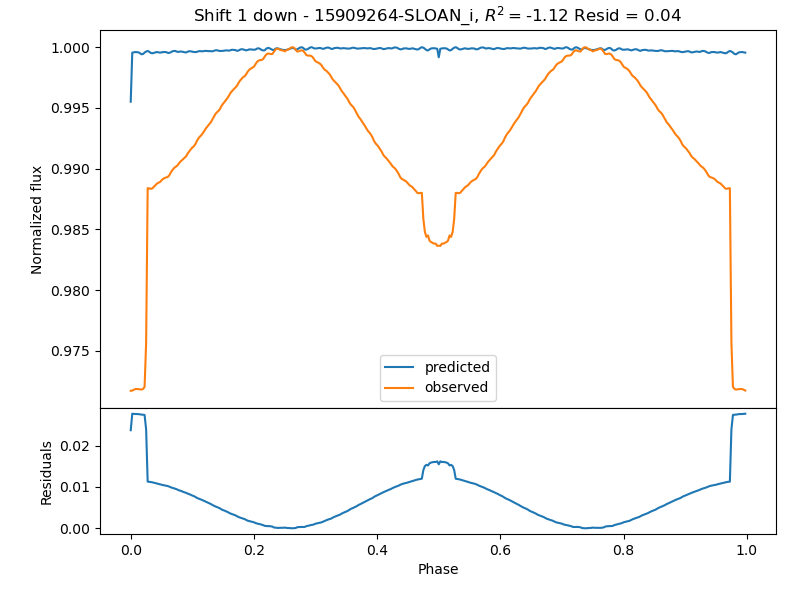 Shift 1 down - 15909264-SLOAN_i, R² = -1.12 Resid = 0.04
1.000
0.995
0.990
0.985
0.980
0.975
Normalized flux
predicted
observed
0.02
0.01
0.00
Residuals
0.0 0.2 0.4 0.6 0.8 1.0
Phase